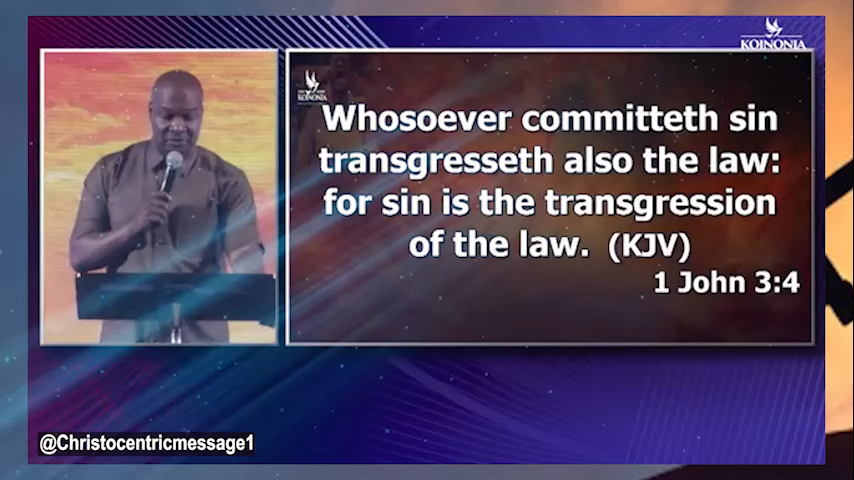 KOINONIA
KOINONIA
Whosoever committeth sin
transgresseth also the law:
for sin is the transgression
of the law. (KJV)
1 John 3:4
@Christocentricmessage1